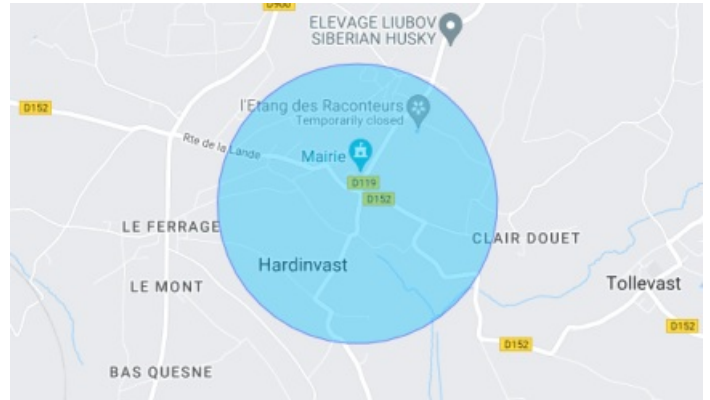 D900
ELEVAGE LIUBOV
SIBERIAN HUSKY
D152
l'Etang des Raconteurs
Temporarily closed
Rte de la Lande
Mairie
D119
D152
LE FERRAGE
CLAIR DOUET
Hardinvast
LE MONT
Tollevast
D152
D152
BAS QUESNE